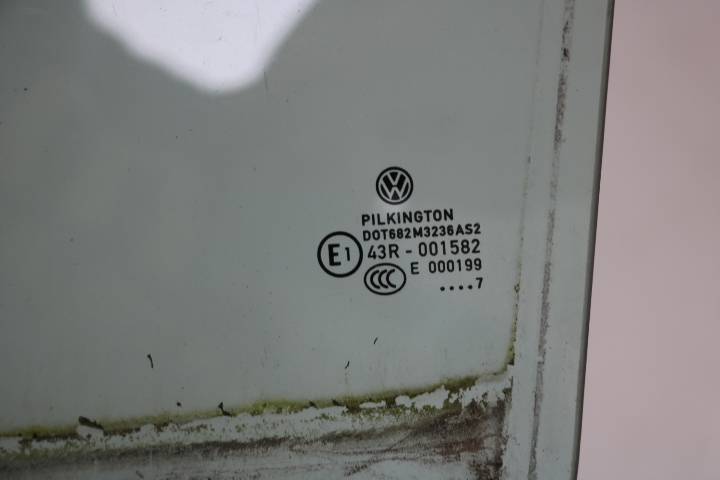 VW
PILKINGTON
DOT682M3236AS2
E1 43R - 001582
CCC E 000199
....7